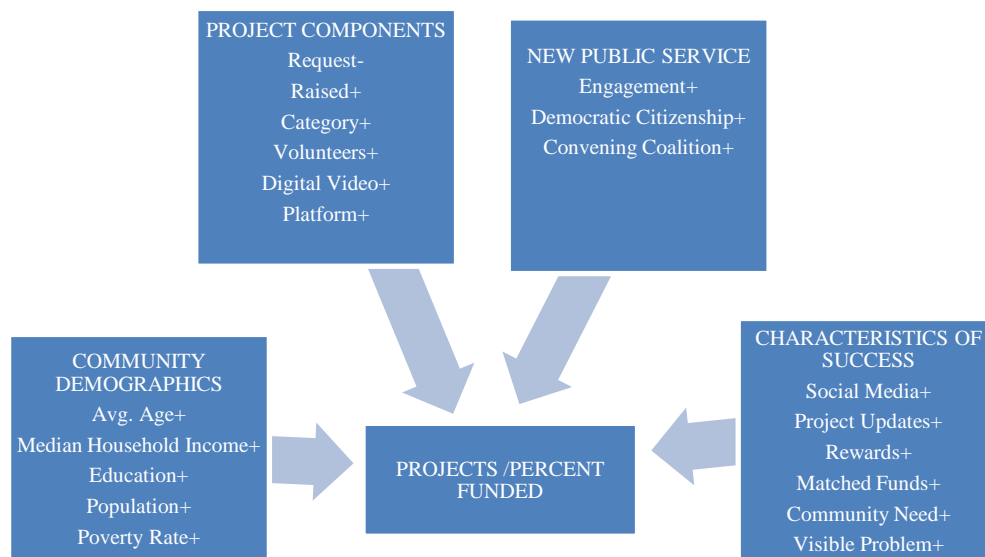 PROJECT COMPONENTS
Request-
Raised+
Category+
Volunteers+
Digital Video+
Platform+
NEW PUBLIC SERVICE
Engagement+
Democratic Citizenship+
Convening Coalition+
COMMUNITY
DEMOGRAPHICS
Avg. Age+
Median Household Income+
Education+
Population+
Poverty Rate+
PROJECTS /PERCENT
FUNDED
CHARACTERISTICS OF
SUCCESS
Social Media+
Project Updates+
Rewards+
Matched Funds+
Community Need+
Visible Problem+